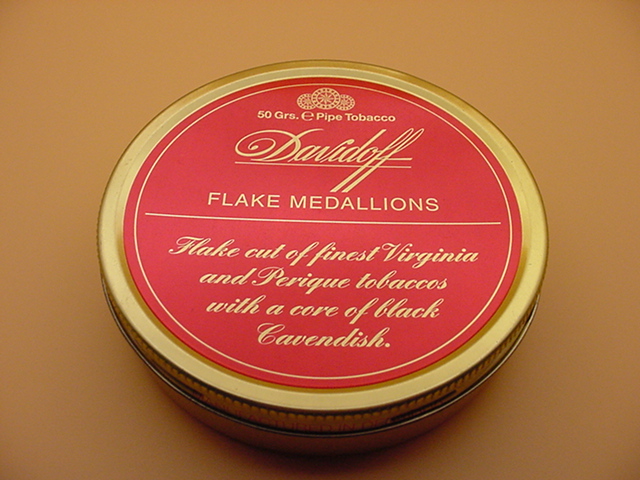 50 Grs. ℮ Pipe Tobacco
Davidoff
FLAKE MEDALLIONS
Flake cut of finest Virginia
and Perique tobaccos
with a core of black
Cavendish.